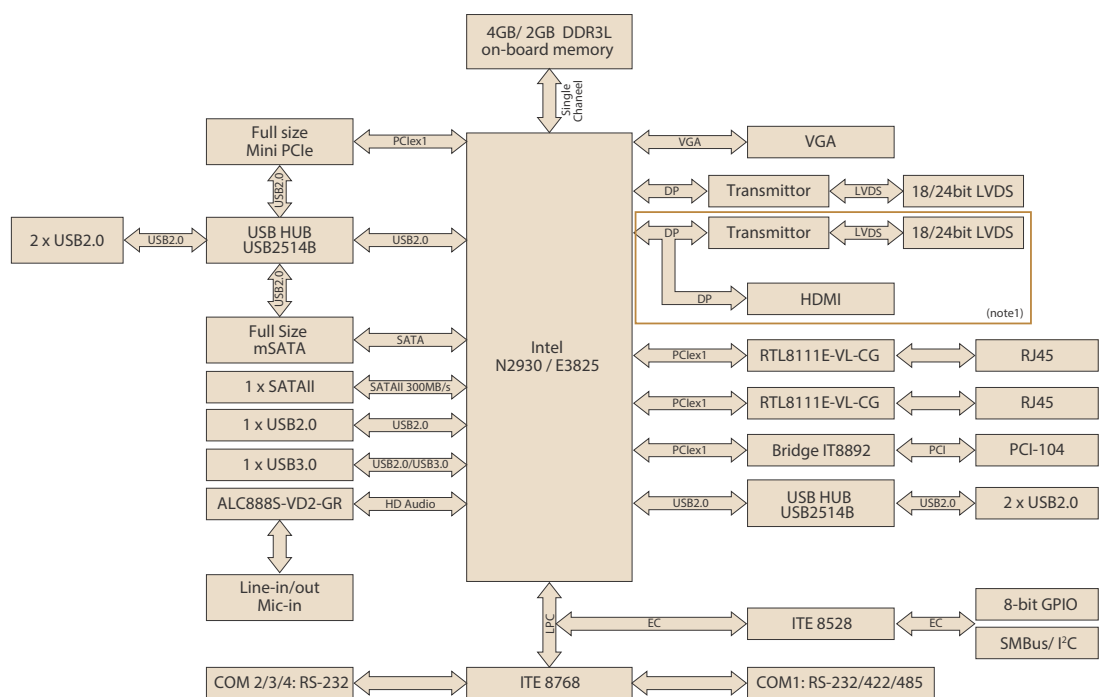 4GB/ 2GB DDR3L
on-board memory
Single
Channel
Full size
Mini PCIe
PCIex1
VGA
VGA
USB2.0
DP
Transmittor
LVDS
18/24bit LVDS
2 x USB2.0
USB2.0
USB HUB
USB2514B
USB2.0
DP
Transmittor
LVDS
18/24bit LVDS
USB2.0
DP
HDMI
(note1)
Full Size
mSATA
SATA
Intel
N2930 / E3825
PCIex1
RTL8111E-VL-CG
RJ45
1 x SATAII
SATAII 300MB/s
PCIex1
RTL8111E-VL-CG
RJ45
1 x USB2.0
USB2.0
PCIex1
Bridge IT8892
PCI
PCI-104
1 x USB3.0
USB2.0/USB3.0
ALC888S-VD2-GR
HD Audio
USB2.0
USB HUB
USB2514B
USB2.0
2 x USB2.0
Line-in/out
Mic-in
LPC
EC
ITE 8528
EC
8-bit GPIO
SMBus/ I²C
COM 2/3/4: RS-232
ITE 8768
COM1: RS-232/422/485